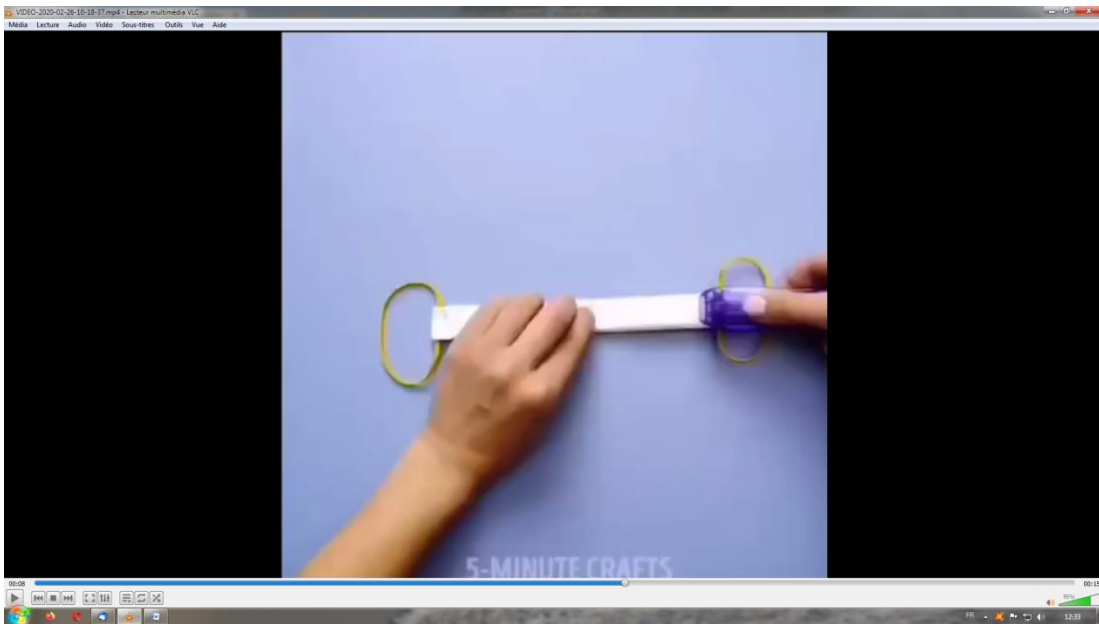 VIDEO-2020-02-26-10-18-37.mp4 - Lecteur multimédia VLC
Média Lecture Audio Vidéo Sous-titres Outils Vue Aide
5-MINUTE CRAFTS
00:08
00:15
95%
FR
12:33